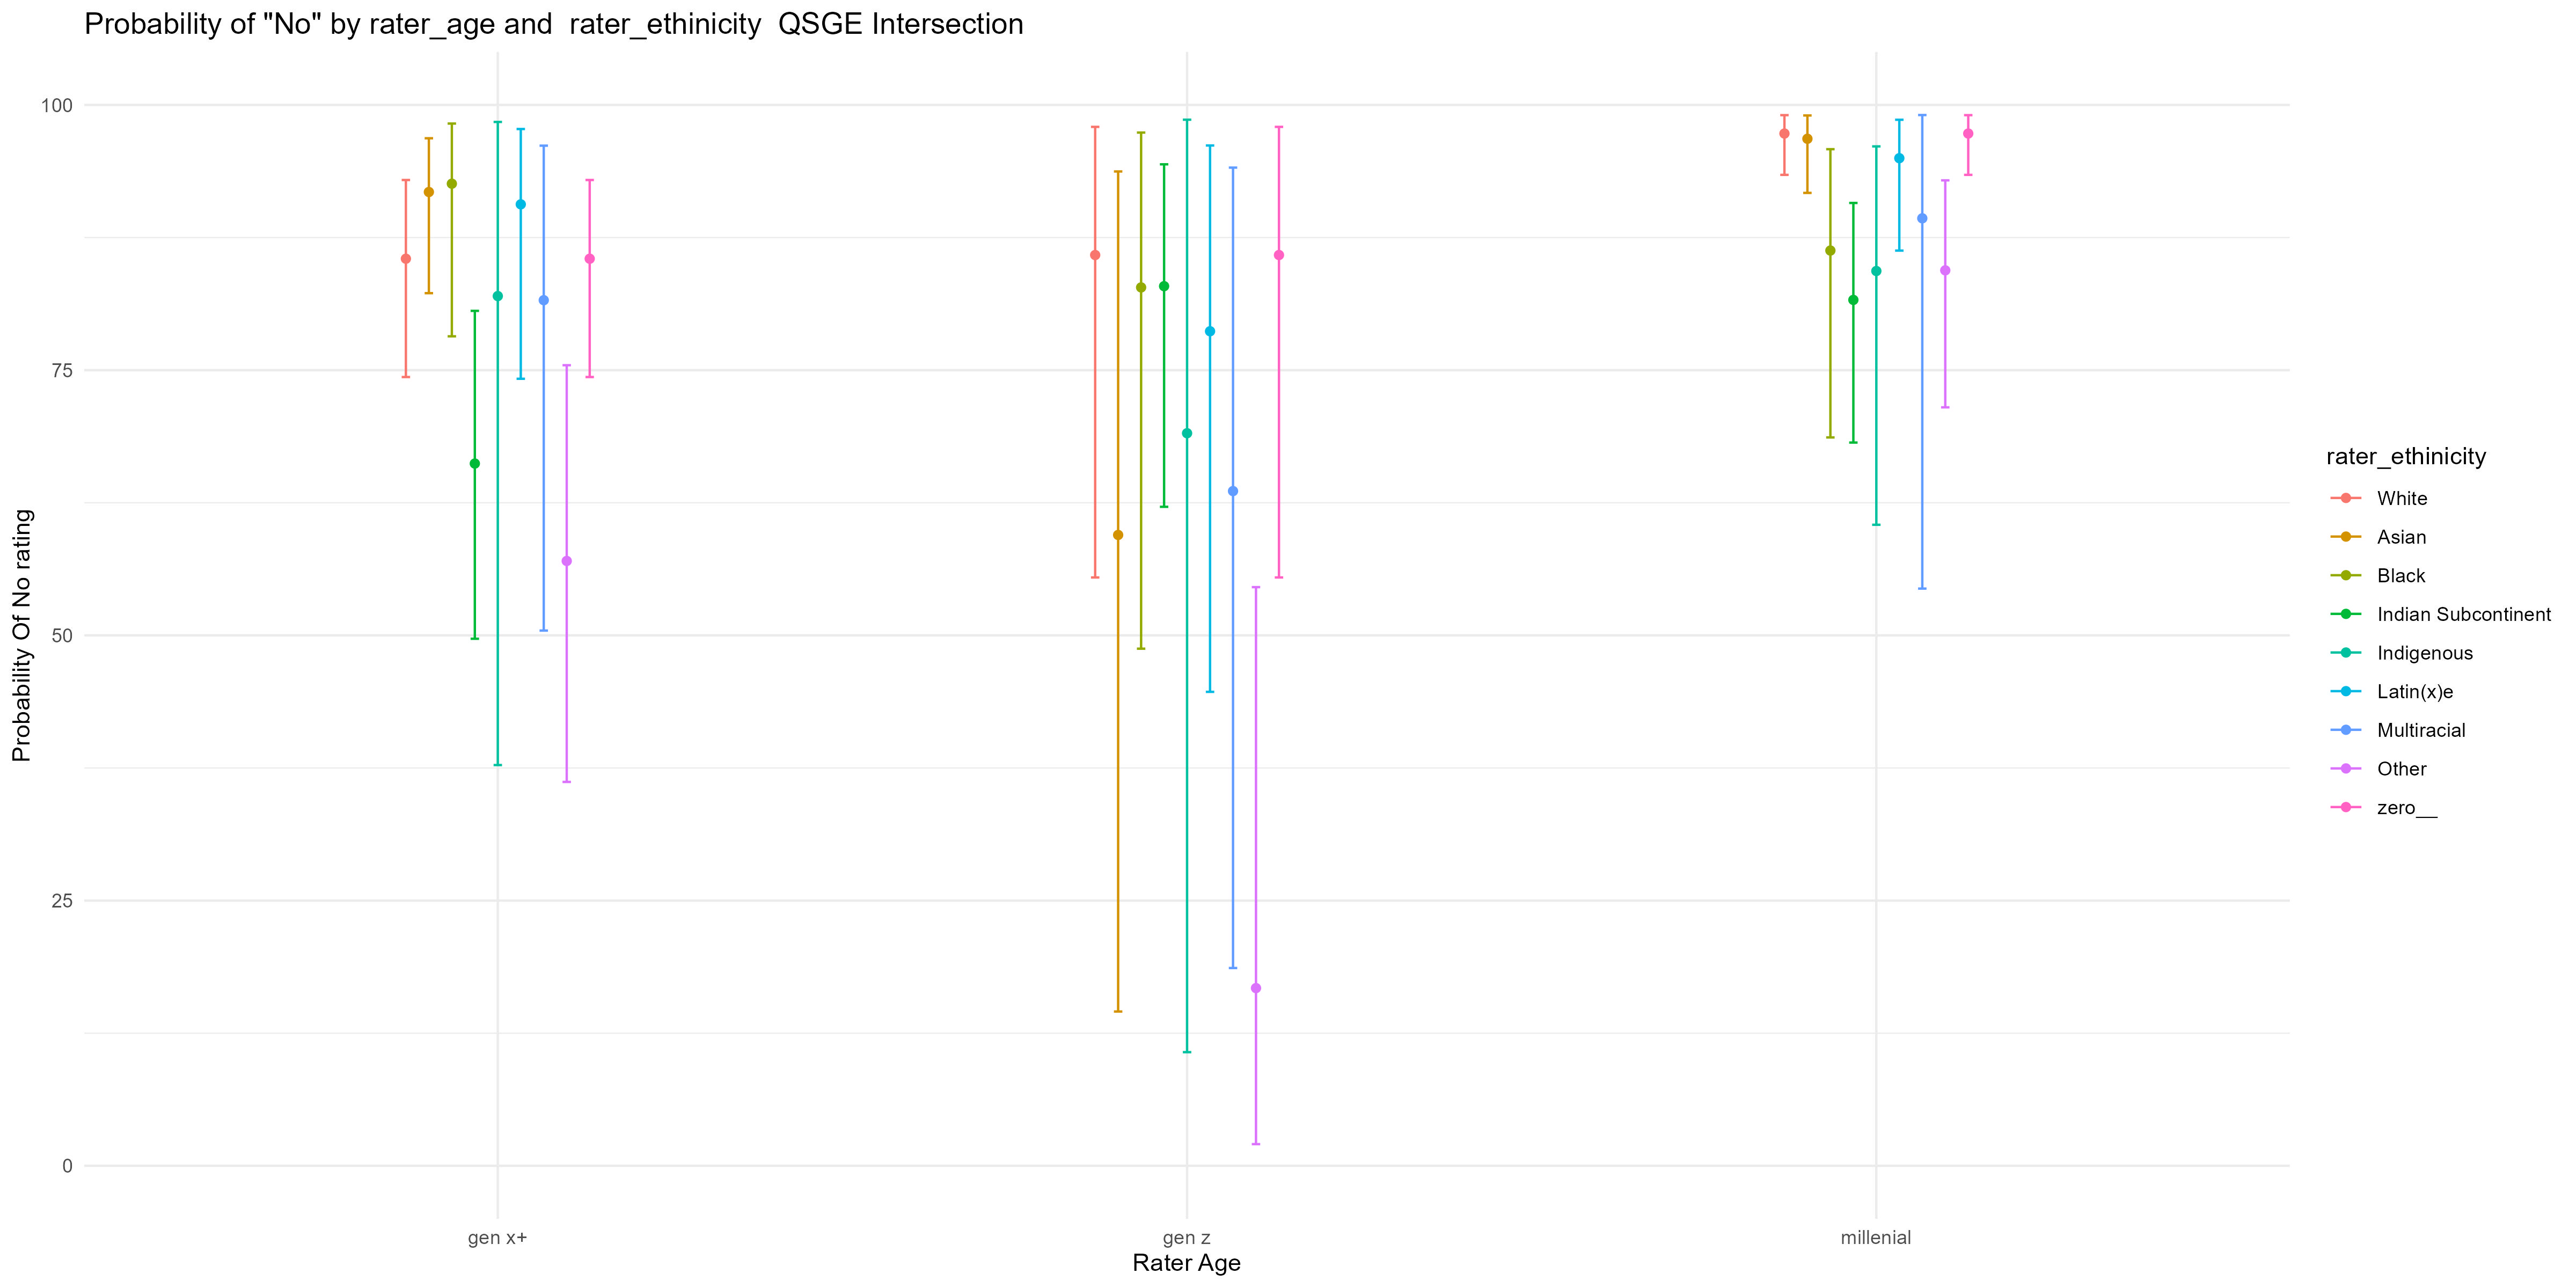 Probability of "No" by rater_age and  rater_ethinicity  QSGE Intersection
100
75
50
25
0
Probability Of No rating
gen x+
gen z
millenial
Rater Age
rater_ethinicity
White
Asian
Black
Indian Subcontinent
Indigenous
Latin(x)e
Multiracial
Other
zero__